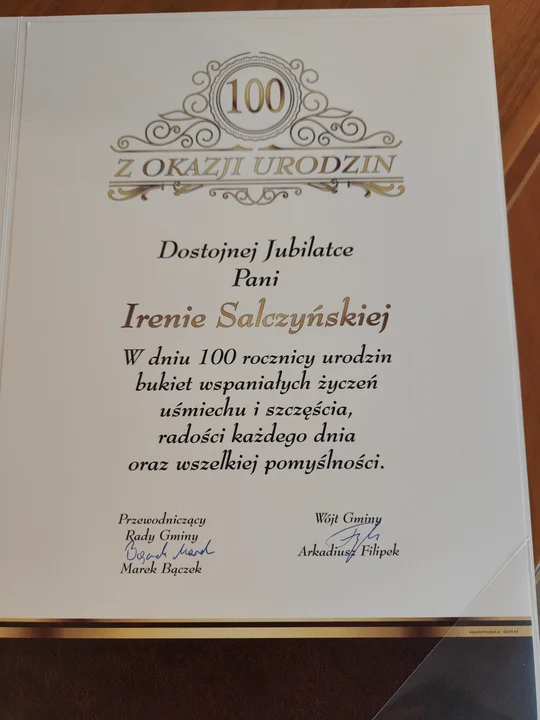 100
Z OKAZJI URODZIN
Dostojnej Jubilatce
Pani
Irenie Salczyńskiej
W dniu 100 rocznicy urodzin
bukiet wspaniałych życzeń
uśmiechu i szczęścia,
radości każdego dnia
oraz wszelkiej pomyślności.
Przewodniczący
Rady Gminy
Marek Bączek
Wójt Gminy
Arkadiusz Filipek